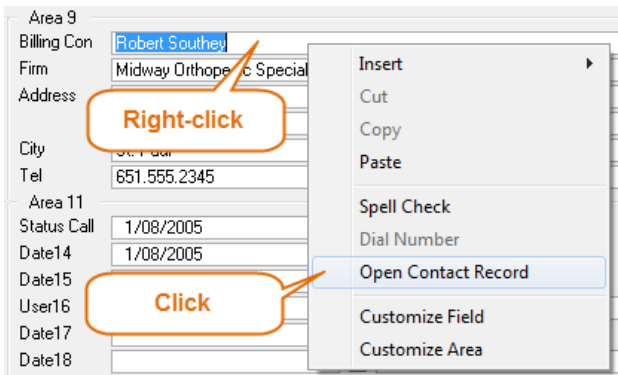 Area 9
Billing Con Robert Southey
Firm Midway Orthope c Special
Address
Right-click
City St. Paul
Tel 651.555.2345
Area 11
Status Call 1/08/2005
Date14 1/08/2005
Date15
User16
Click
Date17
Date18
Insert
Cut
Copy
Paste
Spell Check
Dial Number
Open Contact Record
Customize Field
Customize Area